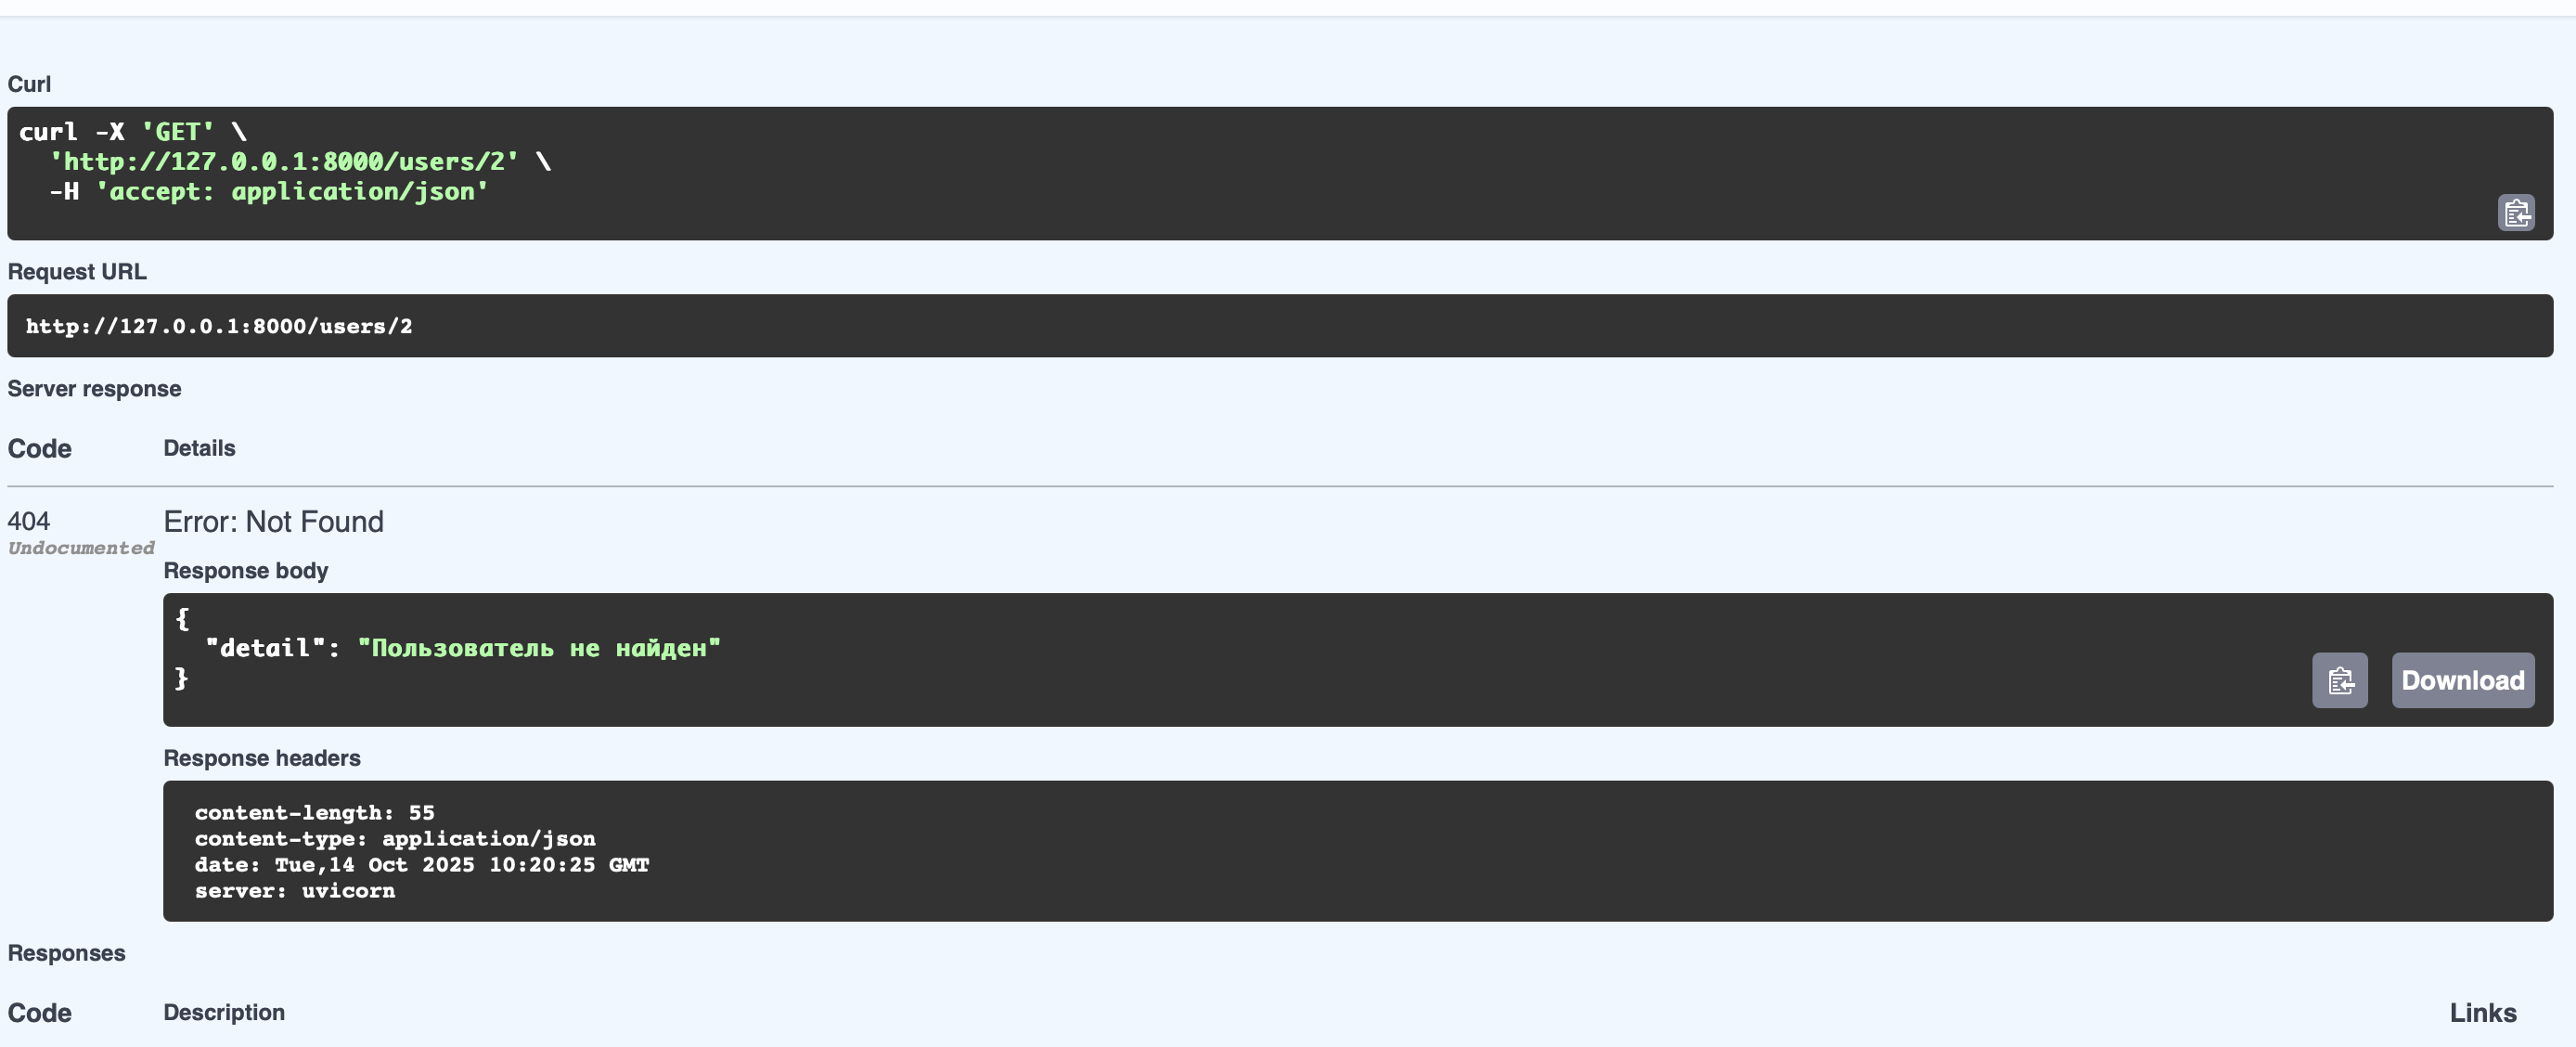 Curl
curl -X 'GET' \
'http://127.0.0.1:8000/users/2' \
-H 'accept: application/json'
Request URL
http://127.0.0.1:8000/users/2
Server response
Code Details
404 Error: Not Found
Undocumented
Response body
{
"detail": "Пользователь не найден"
}
Download
Response headers
content-length: 55
content-type: application/json
date: Tue,14 Oct 2025 10:20:25 GMT
server: uvicorn
Responses
Code Description Links